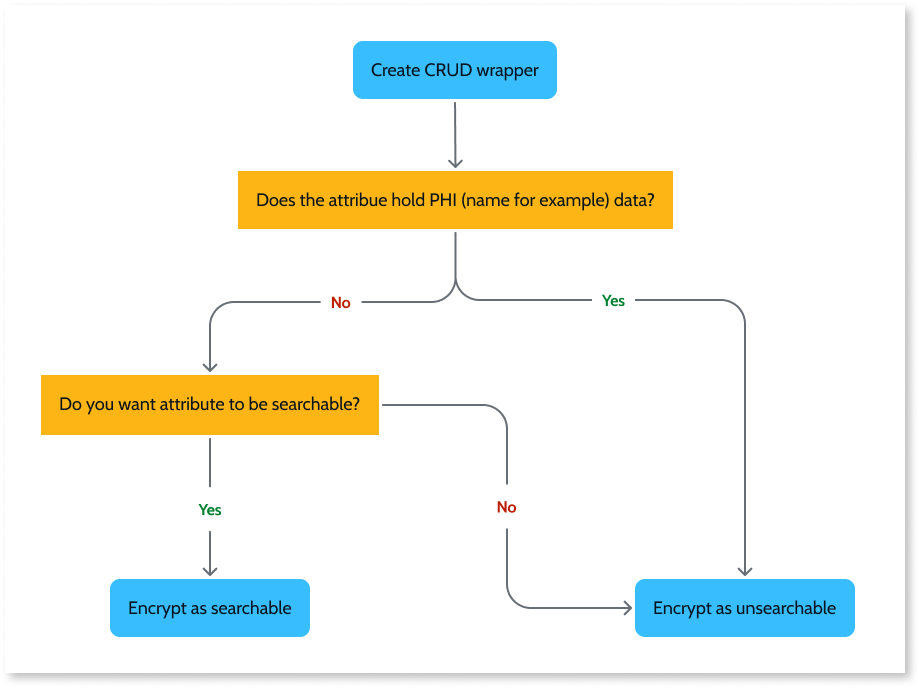 Create CRUD wrapper
Does the attribue hold PHI (name for example) data?
No
Yes
Do you want attribute to be searchable?
Yes
No
Encrypt as searchable
Encrypt as unsearchable